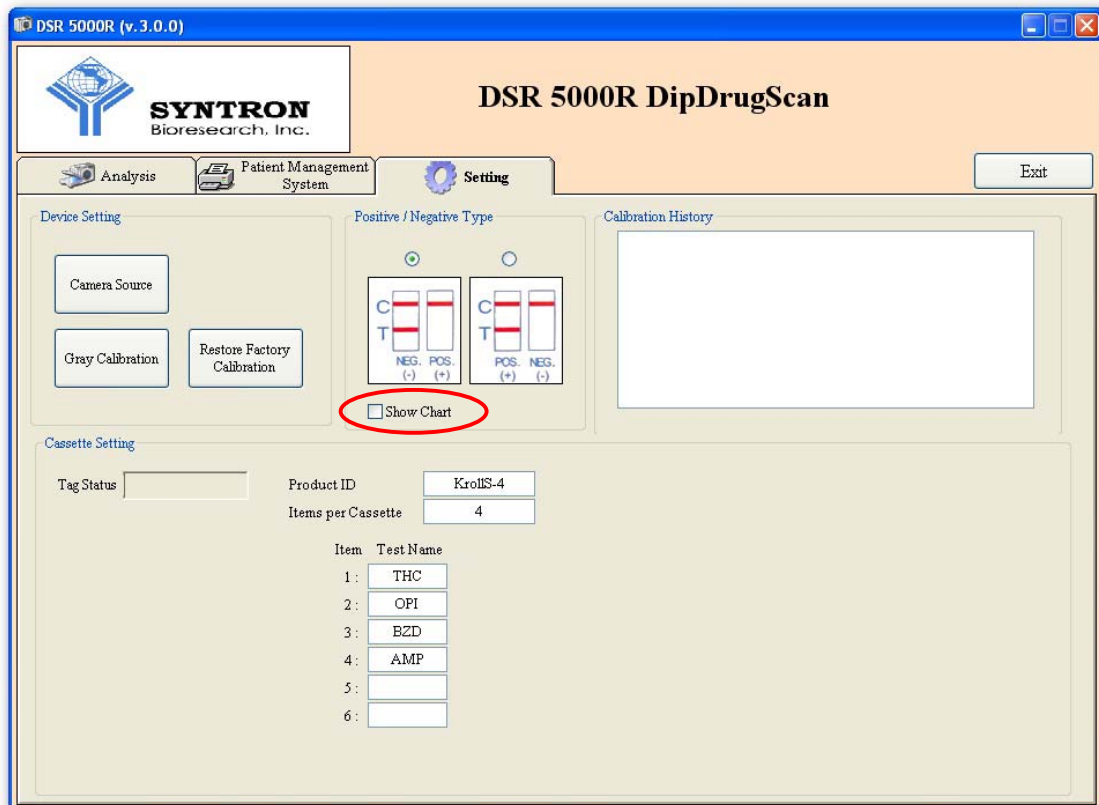 DSR 5000R (v.3.0.0)
SYNTRON
Bioresearch, Inc.
DSR 5000R DipDrugScan
Analysis
Patient Management
System
Setting
Exit
Device Setting
Camera Source
Gray Calibration
Restore Factory
Calibration
Positive / Negative Type
C
T
NEG. POS.
(-) (+)
C
T
POS. NEG.
(+) (-)
Show Chart
Calibration History
Cassette Setting
Tag Status
Product ID KrollS-4
Items per Cassette 4
Item Test Name
1 : THC
2 : OPI
3 : BZD
4 : AMP
5 :
6 :